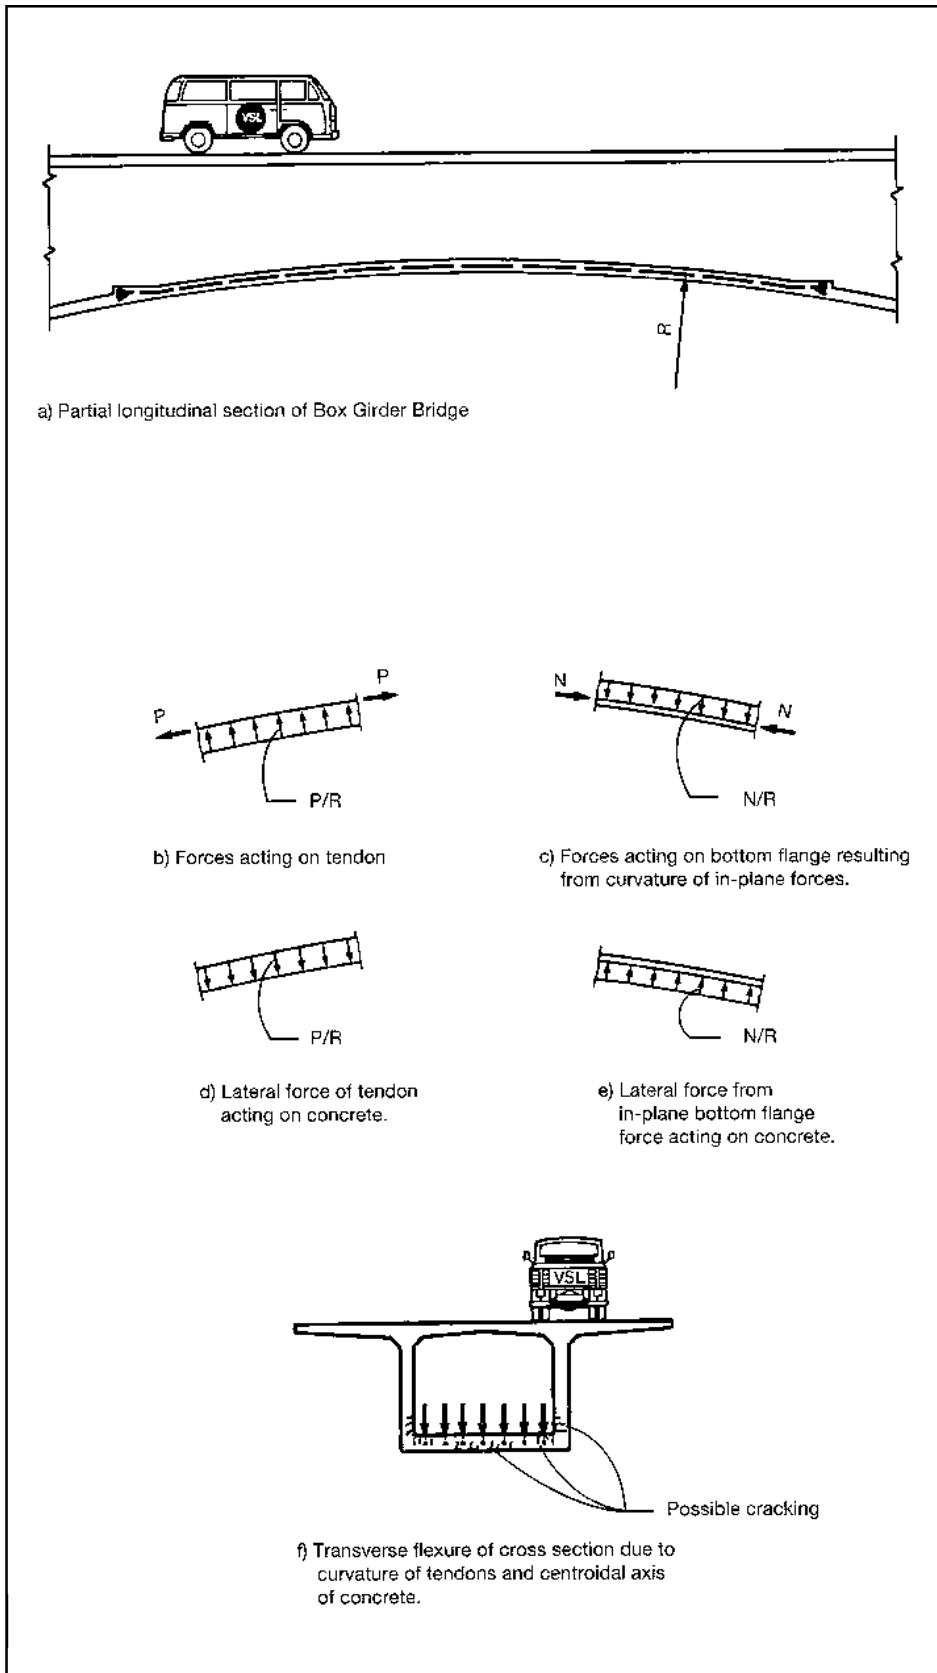 VSL
R
a) Partial longitudinal section of Box Girder Bridge
P
P
P/R
b) Forces acting on tendon
N
N
N/R
c) Forces acting on bottom flange resulting
from curvature of in-plane forces.
P/R
d) Lateral force of tendon
acting on concrete.
N/R
e) Lateral force from
in-plane bottom flange
force acting on concrete.
VSL
Possible cracking
f) Transverse flexure of cross section due to
curvature of tendons and centroidal axis
of concrete.